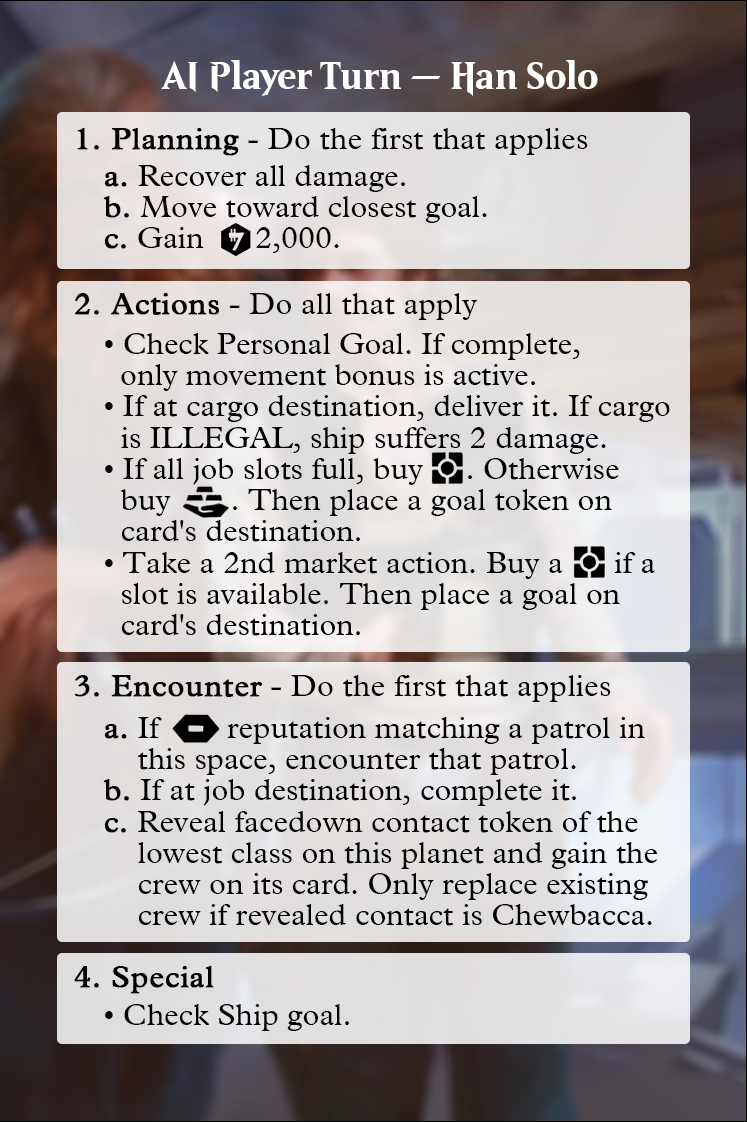 AI Player Turn — Han Solo
1. Planning - Do the first that applies
a. Recover all damage.
b. Move toward closest goal.
c. Gain 2,000.
2. Actions - Do all that apply
• Check Personal Goal. If complete,
only movement bonus is active.
• If at cargo destination, deliver it. If cargo
is ILLEGAL, ship suffers 2 damage.
• If all job slots full, buy . Otherwise
buy . Then place a goal token on
card's destination.
• Take a 2nd market action. Buy a if a
slot is available. Then place a goal on
card's destination.
3. Encounter - Do the first that applies
a. If reputation matching a patrol in
this space, encounter that patrol.
b. If at job destination, complete it.
c. Reveal facedown contact token of the
lowest class on this planet and gain the
crew on its card. Only replace existing
crew if revealed contact is Chewbacca.
4. Special
• Check Ship goal.